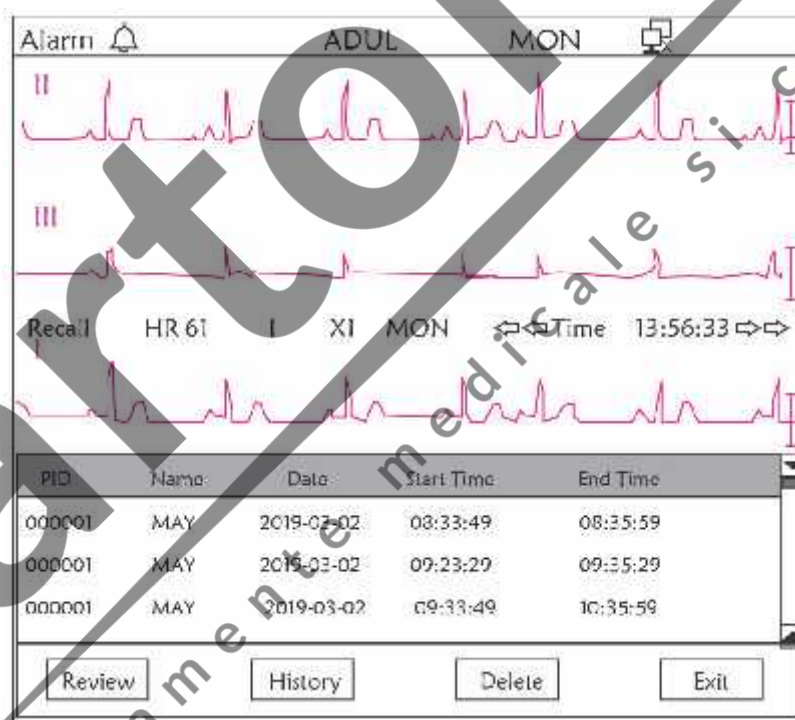 Alarm ADUL MON
II
III
Recall HR 61 I X1 MON Time 13:56:33
I
PID Name Date Start Time End Time
000001 MAY 2019-03-02 08:33:49 08:35:59
000001 MAY 2019-03-02 09:23:29 09:35:29
000001 MAY 2019-03-02 09:33:49 10:35:59
Review History Delete Exit
mente medicale si